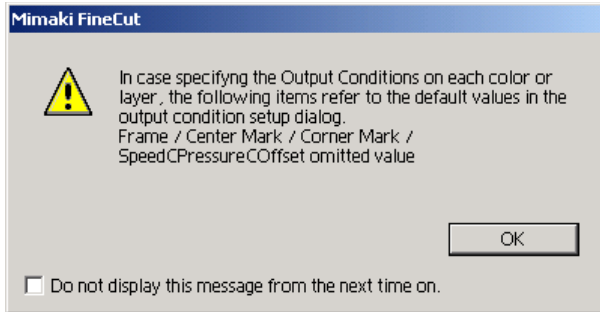 Mimaki FineCut
In case specifyng the Output Conditions on each color or
layer, the following items refer to the default values in the
output condition setup dialog.
Frame / Center Mark / Corner Mark /
SpeedCPressureCOffset omitted value
OK
Do not display this message from the next time on.